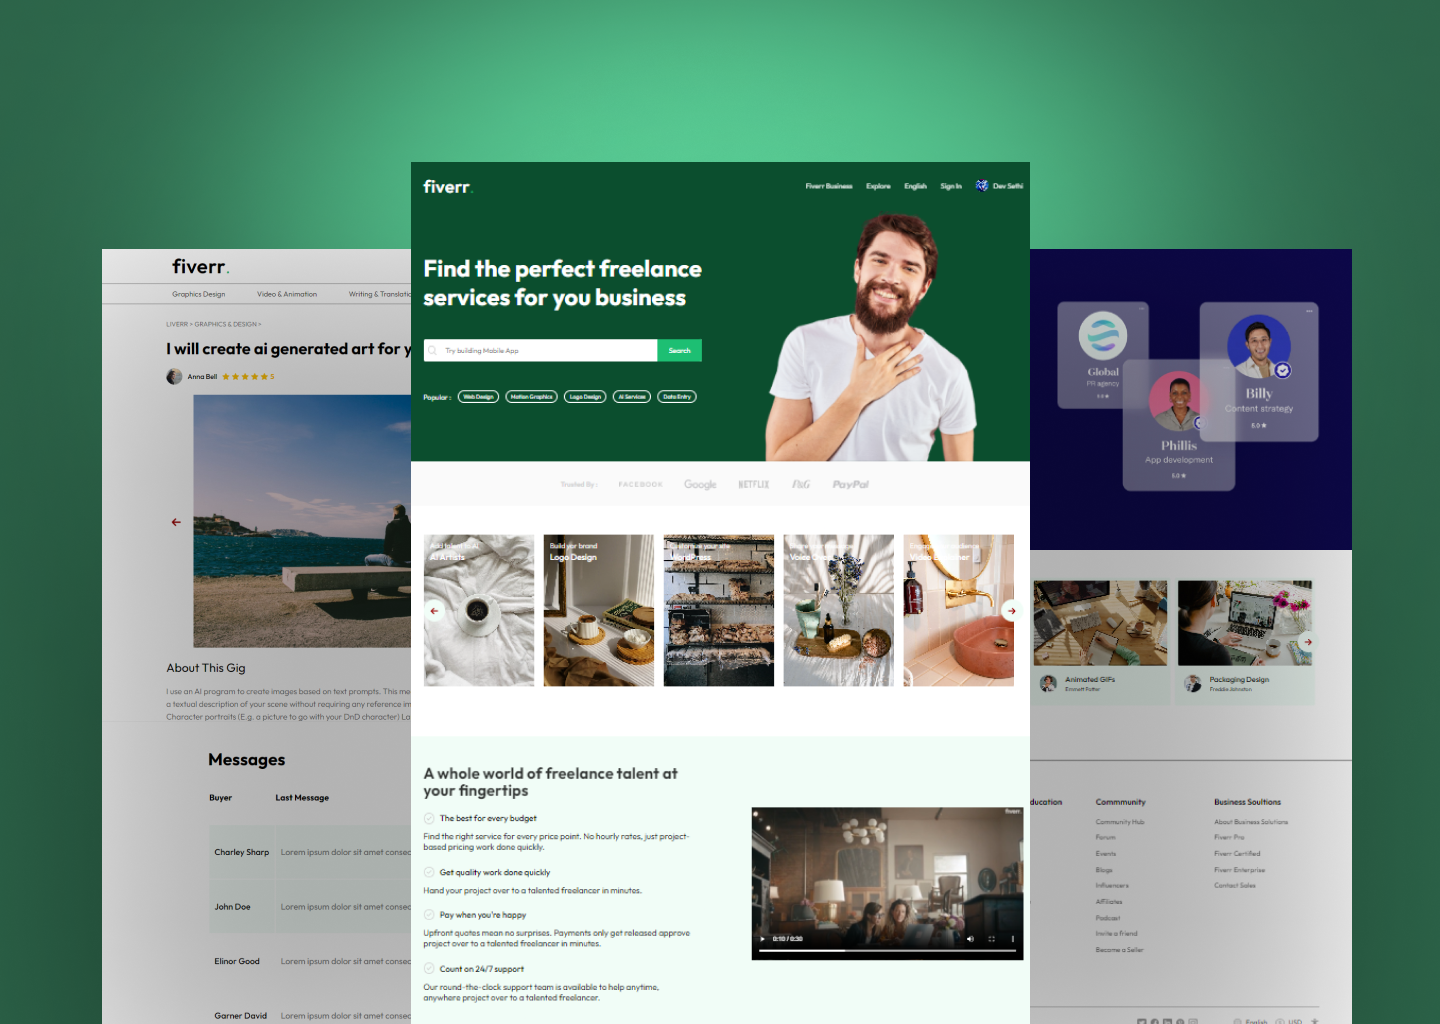 fiverr.
Graphics Design
Video & Animation
Writing & Translatio
LIVERR > GRAPHICS & DESIGN >
I will create ai generated art for y
Anna Bell
5
About This Gig
I use an AI program to create images based on text prompts. This me
a textual description of your scene without requiring any reference im
Character portraits (E.g. a picture to go with your DnD character) La
Messages
Buyer
Last Message
Charley Sharp
Lorem ipsum dolor sit amet consec
John Doe
Lorem ipsum dolor sit amet consec
Elinor Good
Lorem ipsum dolor sit amet consec
Garner David
Lorem ipsum dolor sit amet consec
fiverr.
Fiverr Business
Explore
English
Sign In
Dev Sethi
Find the perfect freelance
services for you business
Try building Mobile App
Search
Popular :
Web Design
Motion Graphics
Logo Design
AI Services
Data Entry
Trusted By :
FACEBOOK
Google
NETFLIX
P&G
PayPal
Add talent to AI
AI Artists
Build yor brand
Logo Design
Customize your site
WordPress
Share your message
Voice Over
Engage your audience
Video Explainer
A whole world of freelance talent at
your fingertips
The best for every budget
Find the right service for every price point. No hourly rates, just project-
based pricing work done quickly.
Get quality work done quickly
Hand your project over to a talented freelancer in minutes.
Pay when you're happy
Upfront quotes mean no surprises. Payments only get released approve
project over to a talented freelancer in minutes.
Count on 24/7 support
Our round-the-clock support team is available to help anytime,
anywhere project over to a talented freelancer.
fiverr.
0:10 / 0:30
Global
PR agency
5.0
Phillis
App development
5.0
Billy
Content strategy
5.0
Animated GIFs
Emmett Potter
Packaging Design
Freddie Johnston
ducation
Commmunity
Community Hub
Forum
Events
Blogs
Influencers
Affiliates
Podcast
Invite a friend
Become a Seller
Business Soultions
About Business Solutions
Fiverr Pro
Fiverr Certified
Fiverr Enterprise
Contact Sales
English
USD